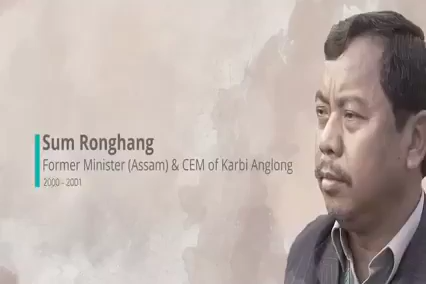 Sum Ronghang
Former Minister (Assam) & CEM of Karbi Anglong
2000 - 2001